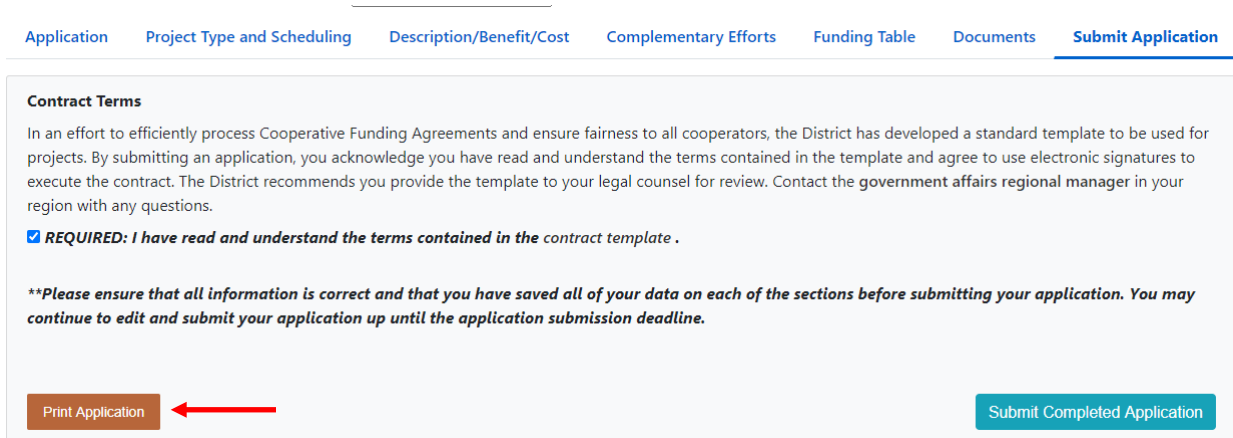 Application Project Type and Scheduling Description/Benefit/Cost Complementary Efforts Funding Table Documents Submit Application
Contract Terms
In an effort to efficiently process Cooperative Funding Agreements and ensure fairness to all cooperators, the District has developed a standard template to be used for
projects. By submitting an application, you acknowledge you have read and understand the terms contained in the template and agree to use electronic signatures to
execute the contract. The District recommends you provide the template to your legal counsel for review. Contact the government affairs regional manager in your
region with any questions.
REQUIRED: I have read and understand the terms contained in the contract template .
**Please ensure that all information is correct and that you have saved all of your data on each of the sections before submitting your application. You may
continue to edit and submit your application up until the application submission deadline.
Print Application Submit Completed Application